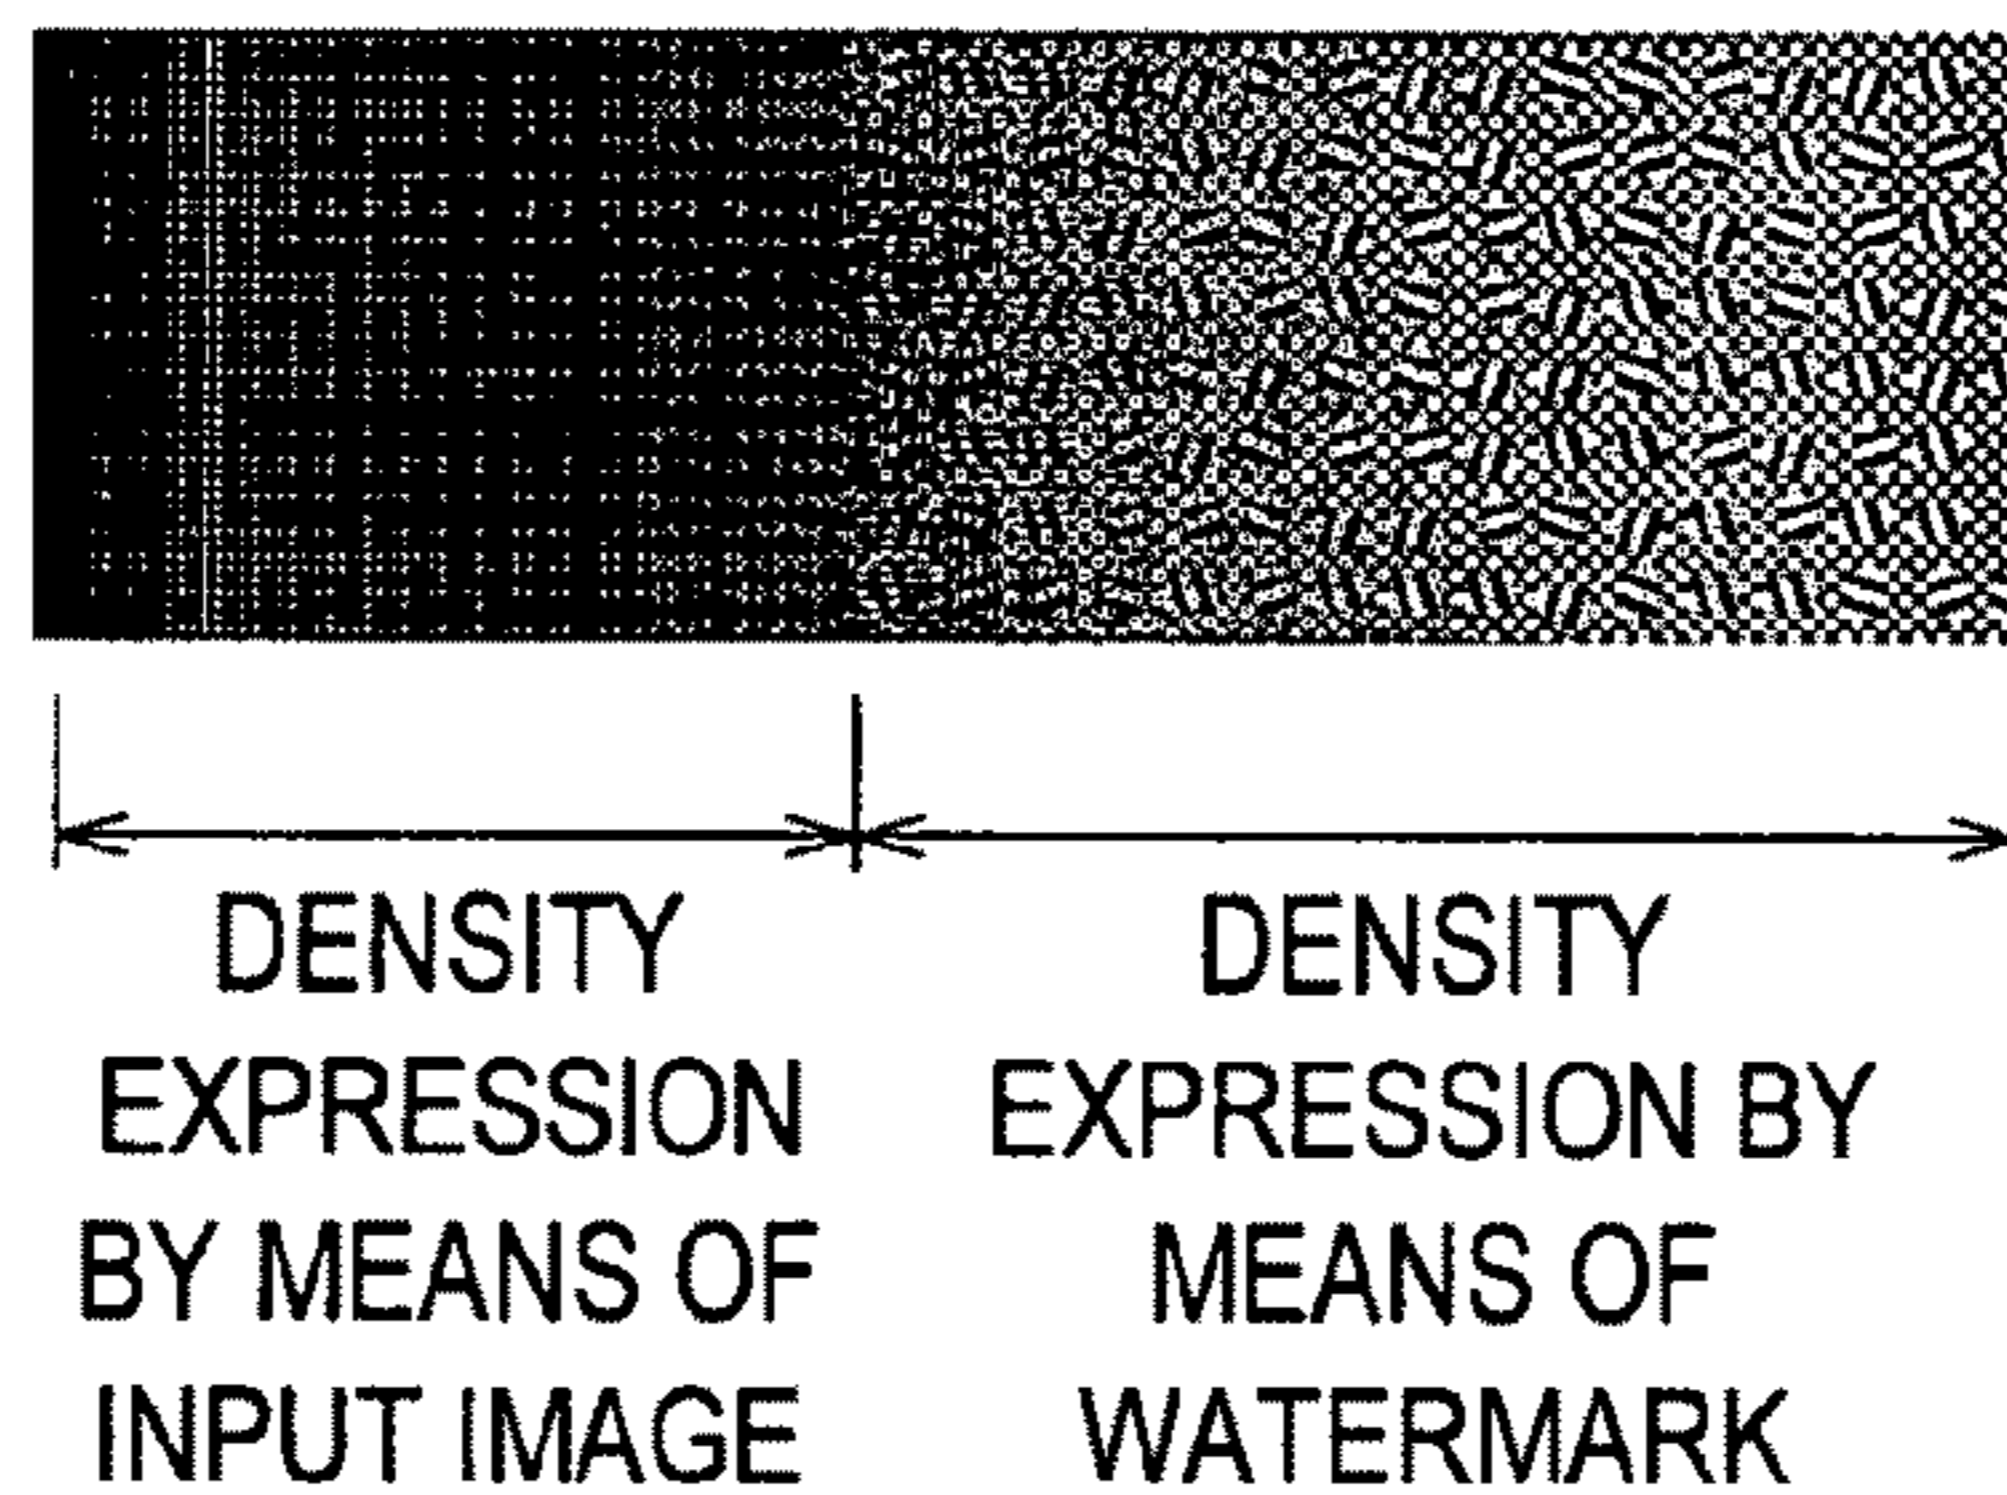 DENSITY
EXPRESSION
BY MEANS OF
INPUT IMAGE
DENSITY
EXPRESSION BY
MEANS OF
WATERMARK